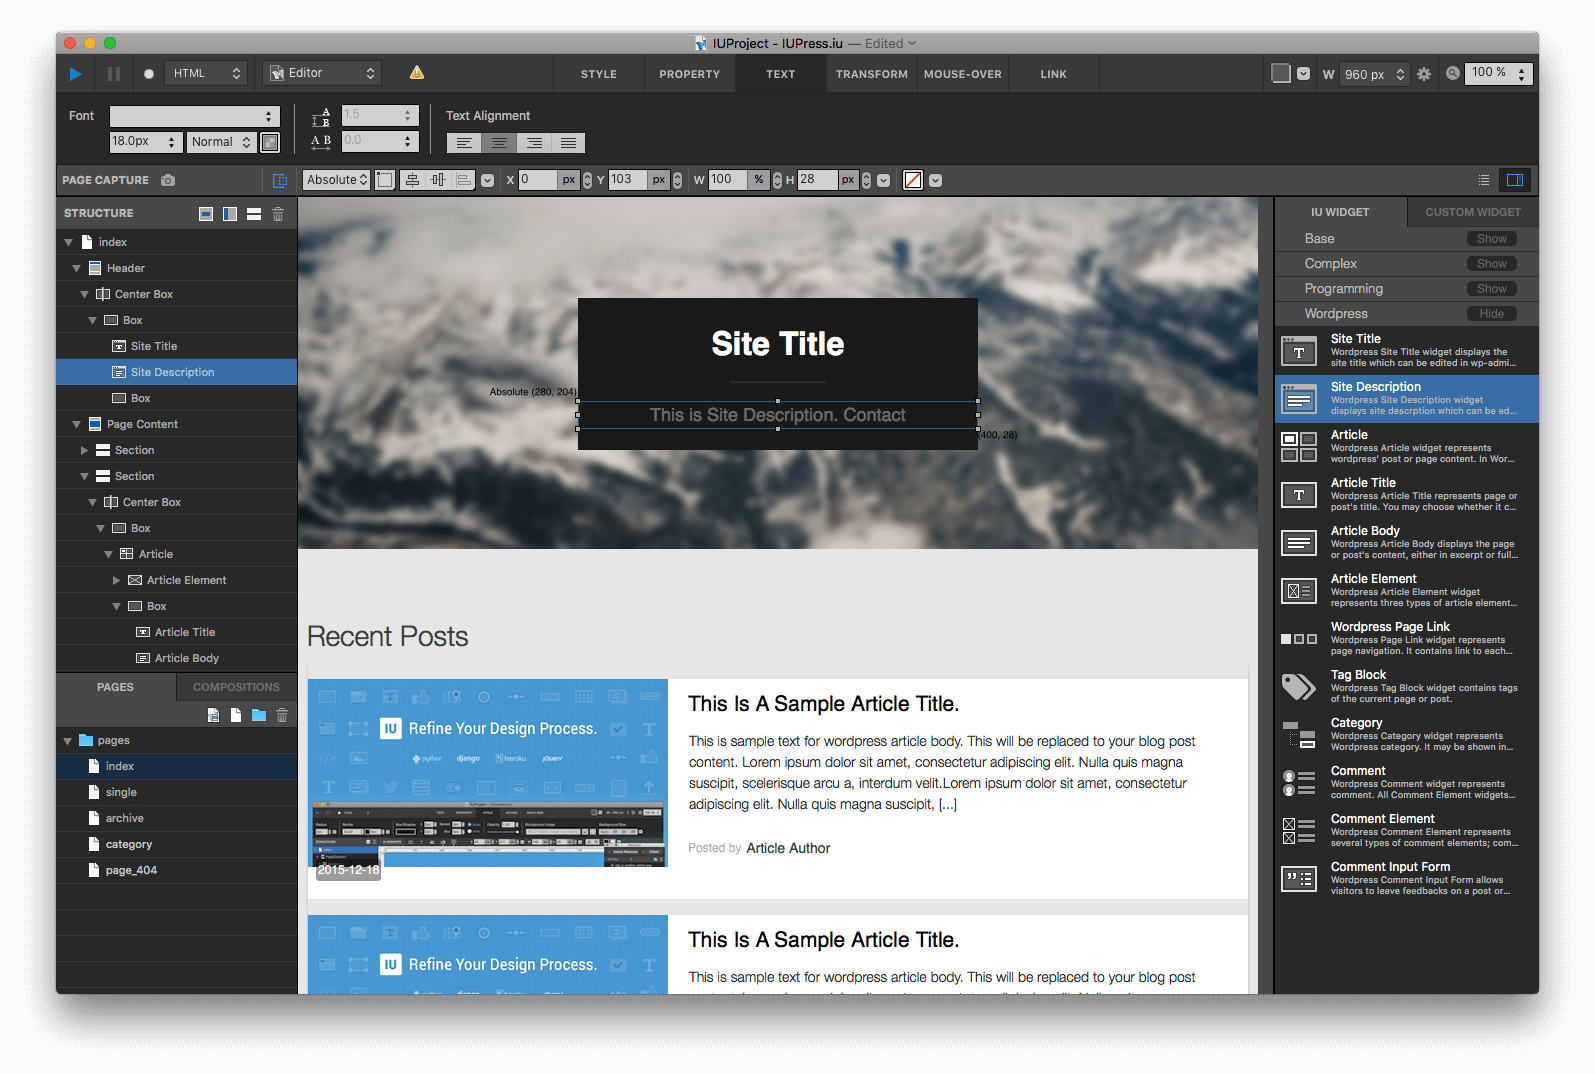 IUProject - IUPress.iu — Edited
HTML
Editor
STYLE
PROPERTY
TEXT
TRANSFORM
MOUSE-OVER
LINK
W 960 px
100 %
Font
18.0px
Normal
A
B
1.5
A B
0.0
Text Alignment
PAGE CAPTURE
Absolute
X 0 px
Y 103 px
W 100 %
H 28 px
STRUCTURE
index
Header
Center Box
Box
Site Title
Site Description
Box
Page Content
Section
Section
Center Box
Box
Article
Article Element
Box
Article Title
Article Body
PAGES
COMPOSITIONS
pages
index
single
archive
category
page_404
Site Title
Absolute (280, 204)
This is Site Description. Contact
(400, 28)
Recent Posts
IU Refine Your Design Process.
python
django
heroku
jQuery
2015-12-18
This Is A Sample Article Title.
This is sample text for wordpress article body. This will be replaced to your blog post
content. Lorem ipsum dolor sit amet, consectetur adipiscing elit. Nulla quis magna
suscipit, scelerisque arcu a, interdum velit.Lorem ipsum dolor sit amet, consectetur
adipiscing elit. Nulla quis magna suscipit, [...]
Posted by Article Author
IU Refine Your Design Process.
This Is A Sample Article Title.
This is sample text for wordpress article body. This will be replaced to your blog post
IU WIDGET
CUSTOM WIDGET
Base Show
Complex Show
Programming Show
Wordpress Hide
Site Title
Wordpress Site Title widget displays the
site title which can be edited in wp-admi...
Site Description
Wordpress Site Description widget
displays site descrption which can be ed...
Article
Wordpress Article widget represents
wordpress' post or page content. In Wor...
Article Title
Wordpress Article Title represents page or
post's title. You may choose whether it c...
Article Body
Wordpress Article Body displays the page
or post's content, either in excerpt or full...
Article Element
Wordpress Article Element widget
represents three types of article element...
Wordpress Page Link
Wordpress Page Link widget represents
page navigation. It contains link to each...
Tag Block
Wordpress Tag Block widget contains tags
of the current page or post.
Category
Wordpress Category widget represents
Wordpress category. It may be shown in...
Comment
Wordpress Comment widget represents
comment. All Comment Element widgets...
Comment Element
Wordpress Comment Element represents
several types of comment elements; com...
Comment Input Form
Wordpress Comment Input Form allows
visitors to leave feedbacks on a post or...